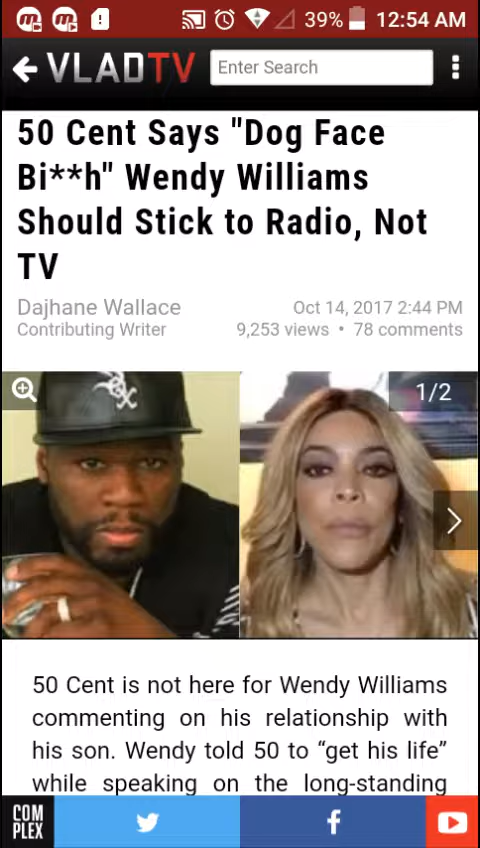 39% 12:54 AM
VLADTV
Enter Search
50 Cent Says "Dog Face
Bi**h" Wendy Williams
Should Stick to Radio, Not
TV
Dajhane Wallace
Oct 14, 2017 2:44 PM
Contributing Writer
9,253 views • 78 comments
1/2
50 Cent is not here for Wendy Williams
commenting on his relationship with
his son. Wendy told 50 to “get his life”
while speaking on the long-standing
COM
PLEX